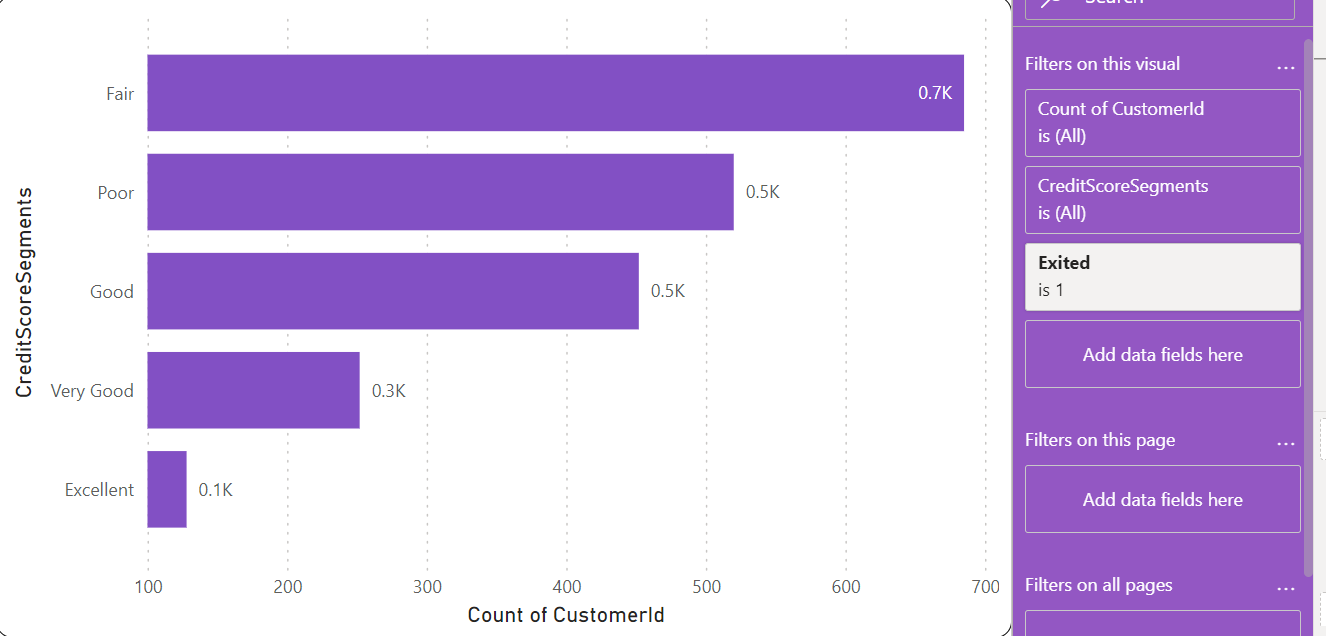 Fair
0.7K
Poor
0.5K
Good
0.5K
Very Good
0.3K
Excellent
0.1K
CreditScoreSegments
100 200 300 400 500 600 700
Count of CustomerId
Search
Filters on this visual
Count of CustomerId
is (All)
CreditScoreSegments
is (All)
Exited
is 1
Add data fields here
Filters on this page
Add data fields here
Filters on all pages